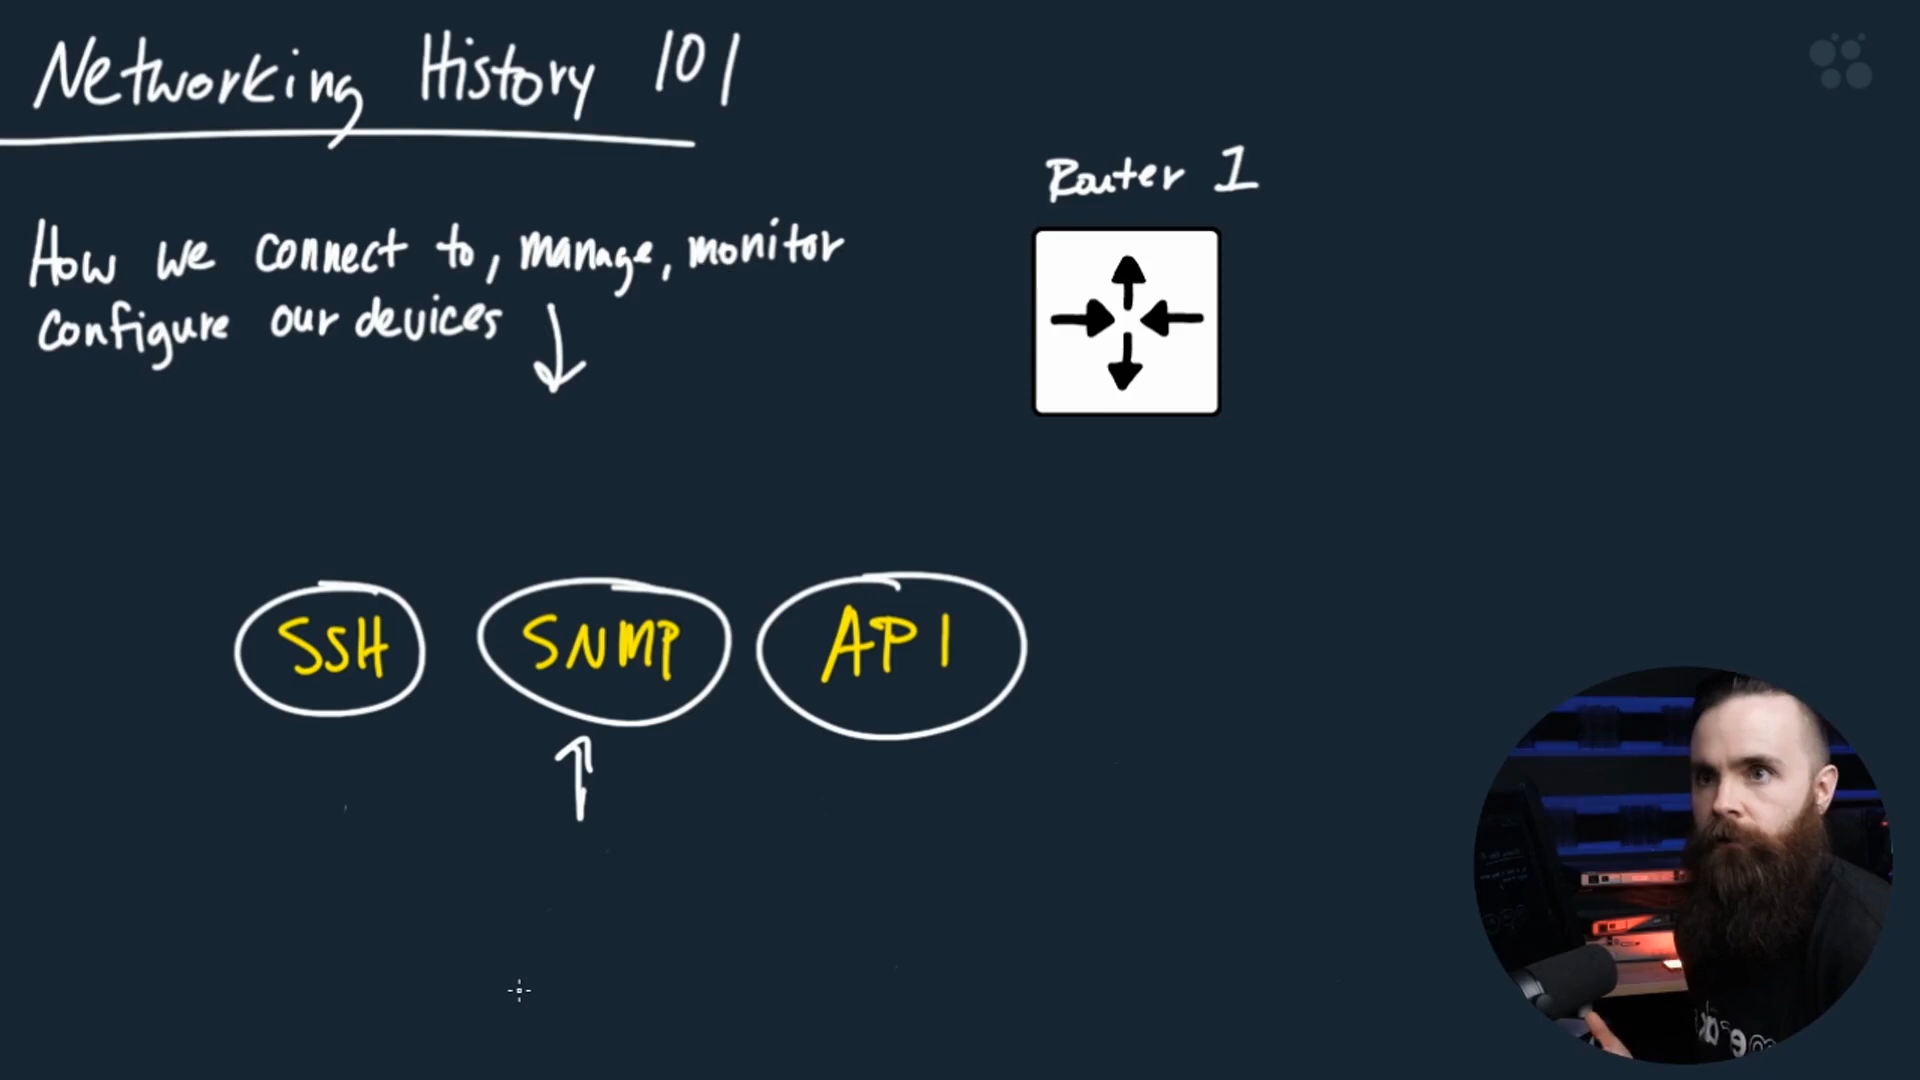 Networking History 101
How we connect to, manage, monitor
configure our devices
Router 1
SSH
SNMP
API